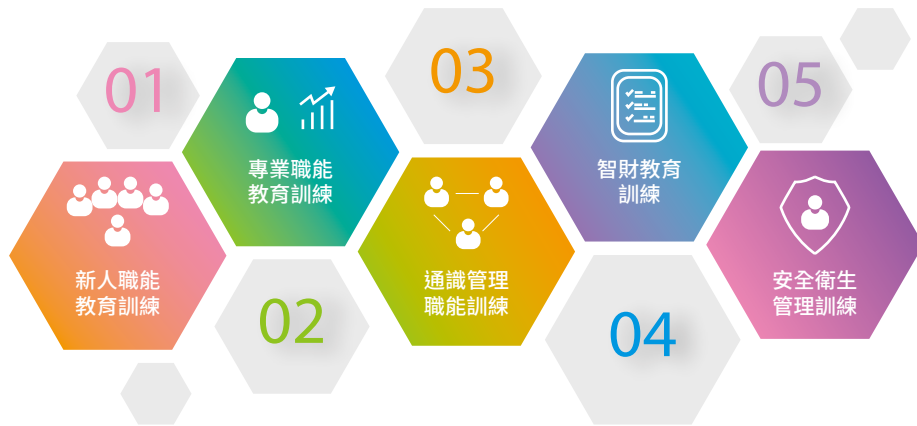 01
新人職能
教育訓練
專業職能
教育訓練
02
03
通識管理
職能訓練
智財教育
訓練
04
05
安全衛生
管理訓練